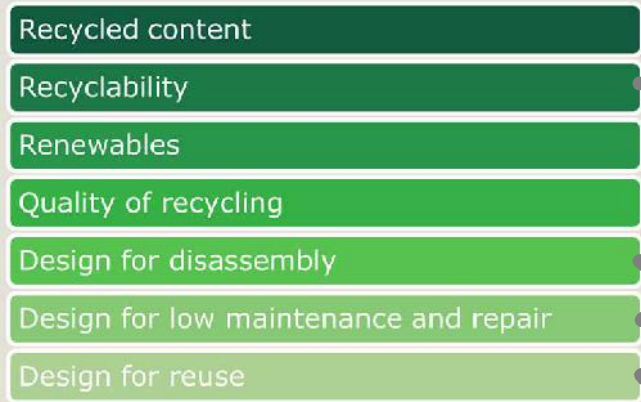 Recycled content
Recyclability
Renewables
Quality of recycling
Design for disassembly
Design for low maintenance and repair
Design for reuse